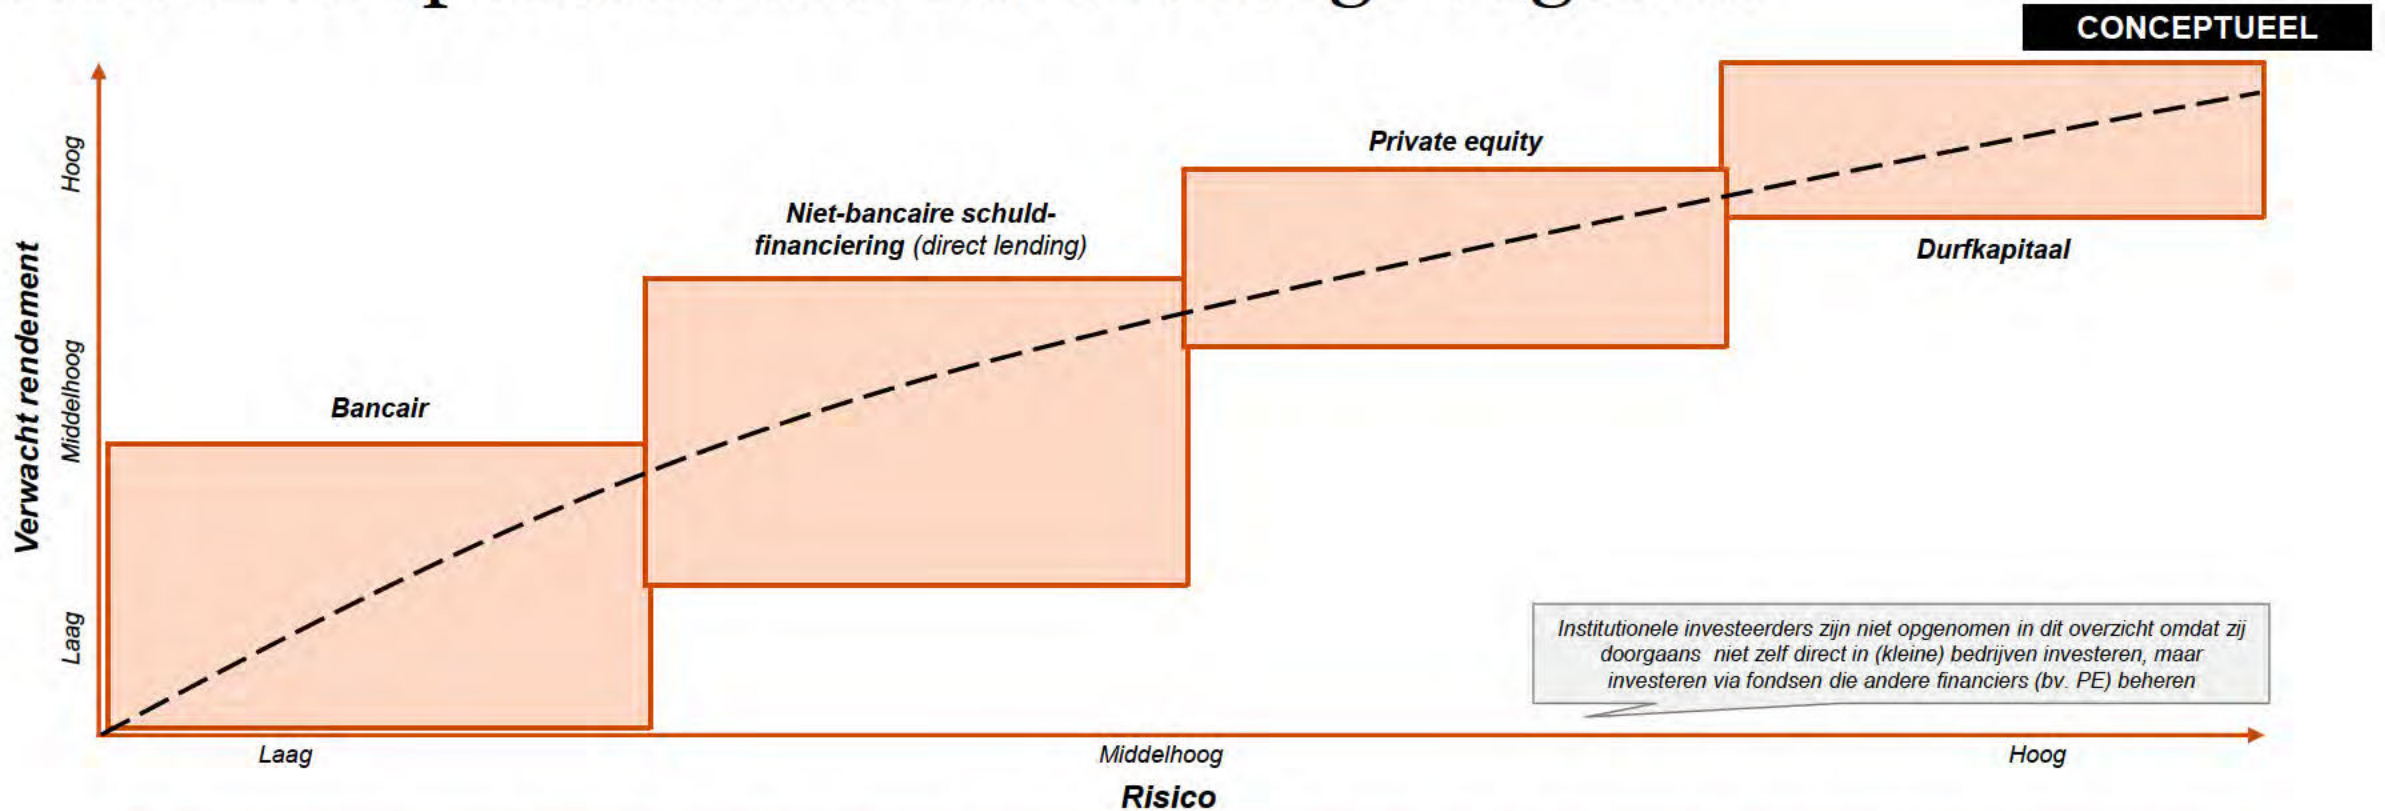 CONCEPTUEEL
Private equity
Niet-bancaire schuld-
financiering (direct lending)
Durfkapitaal
Bancair
Verwacht rendement
Hoog
Middelhoog
Laag
Institutionele investeerders zijn niet opgenomen in dit overzicht omdat zij
doorgaans niet zelf direct in (kleine) bedrijven investeren, maar
investeren via fondsen die andere financiers (bv. PE) beheren
Laag
Middelhoog
Hoog
Risico